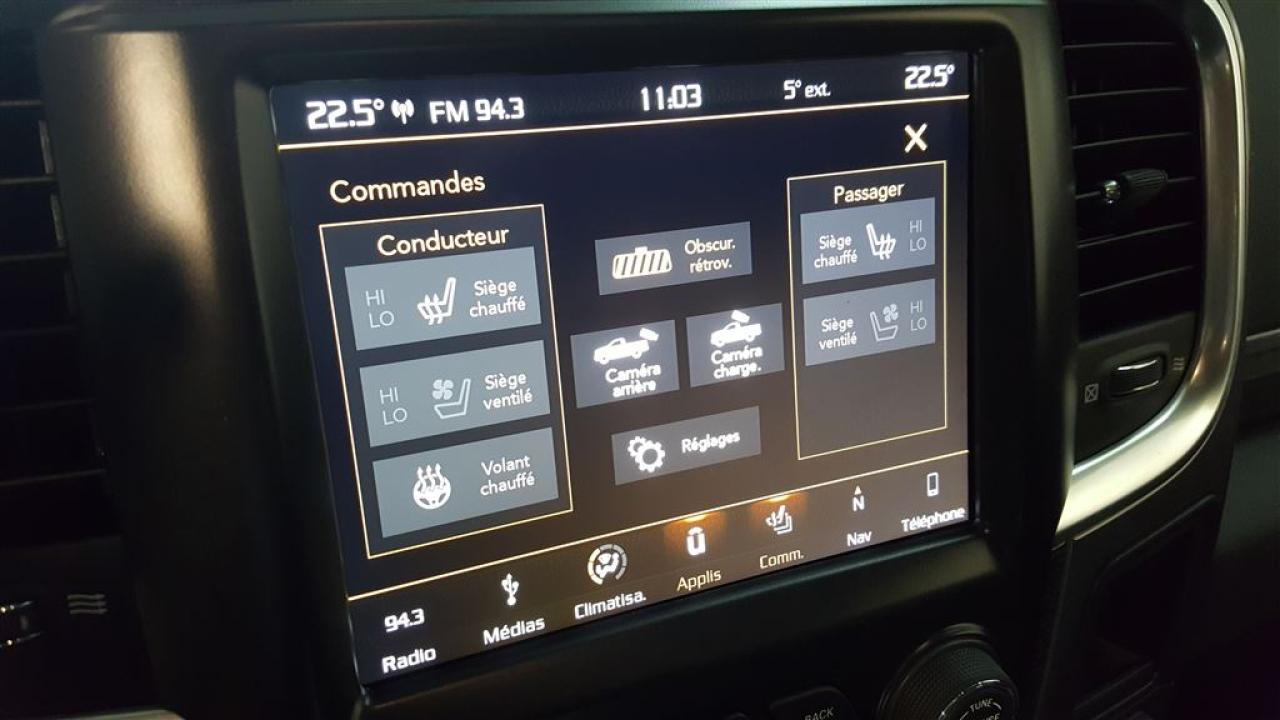 22.5° FM 94.3 11:03 5° ext. 22.5°
X
Commandes
Conducteur
HI
LO
Siège
chauffé
HI
LO
Siège
ventilé
Volant
chauffé
Obscur.
rétrov.
Caméra
arrière
Caméra
charge.
Réglages
Passager
Siège
chauffé
HI
LO
Siège
ventilé
HI
LO
94.3
Radio
Médias
Climatisa.
Applis
Comm.
N
Nav
Téléphone
BACK
TUNE